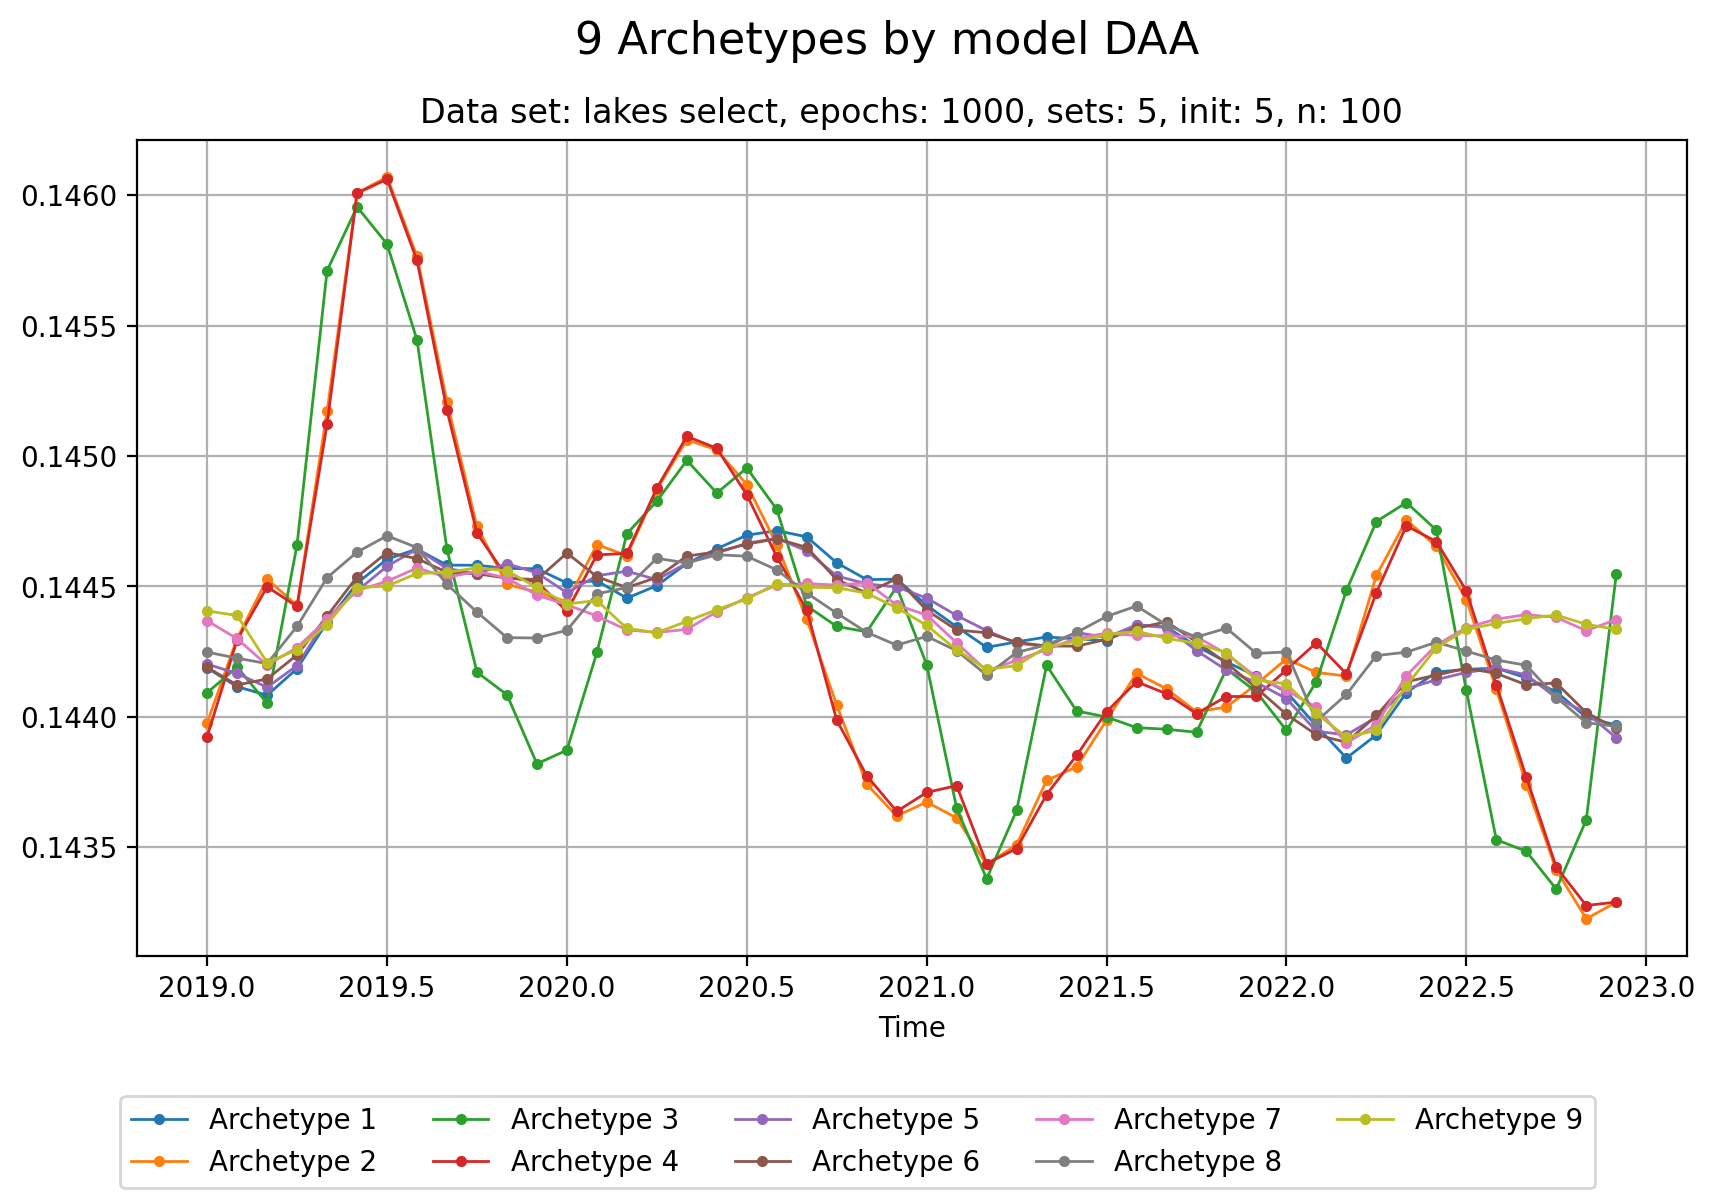 9 Archetypes by model DAA
Data set: lakes select, epochs: 1000, sets: 5, init: 5, n: 100
0.1460
0.1455
0.1450
0.1445
0.1440
0.1435
2019.0 2019.5 2020.0 2020.5 2021.0 2021.5 2022.0 2022.5 2023.0
Time
Archetype 1 Archetype 3 Archetype 5 Archetype 7 Archetype 9
Archetype 2 Archetype 4 Archetype 6 Archetype 8